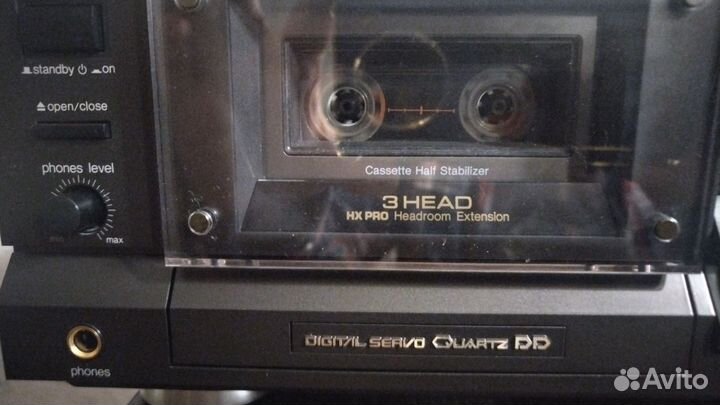 standby on
open/close
phones level
min max
Cassette Half Stabilizer
3 HEAD
HX PRO Headroom Extension
DIGITAL SERVO QUARTZ DD
phones
Avito